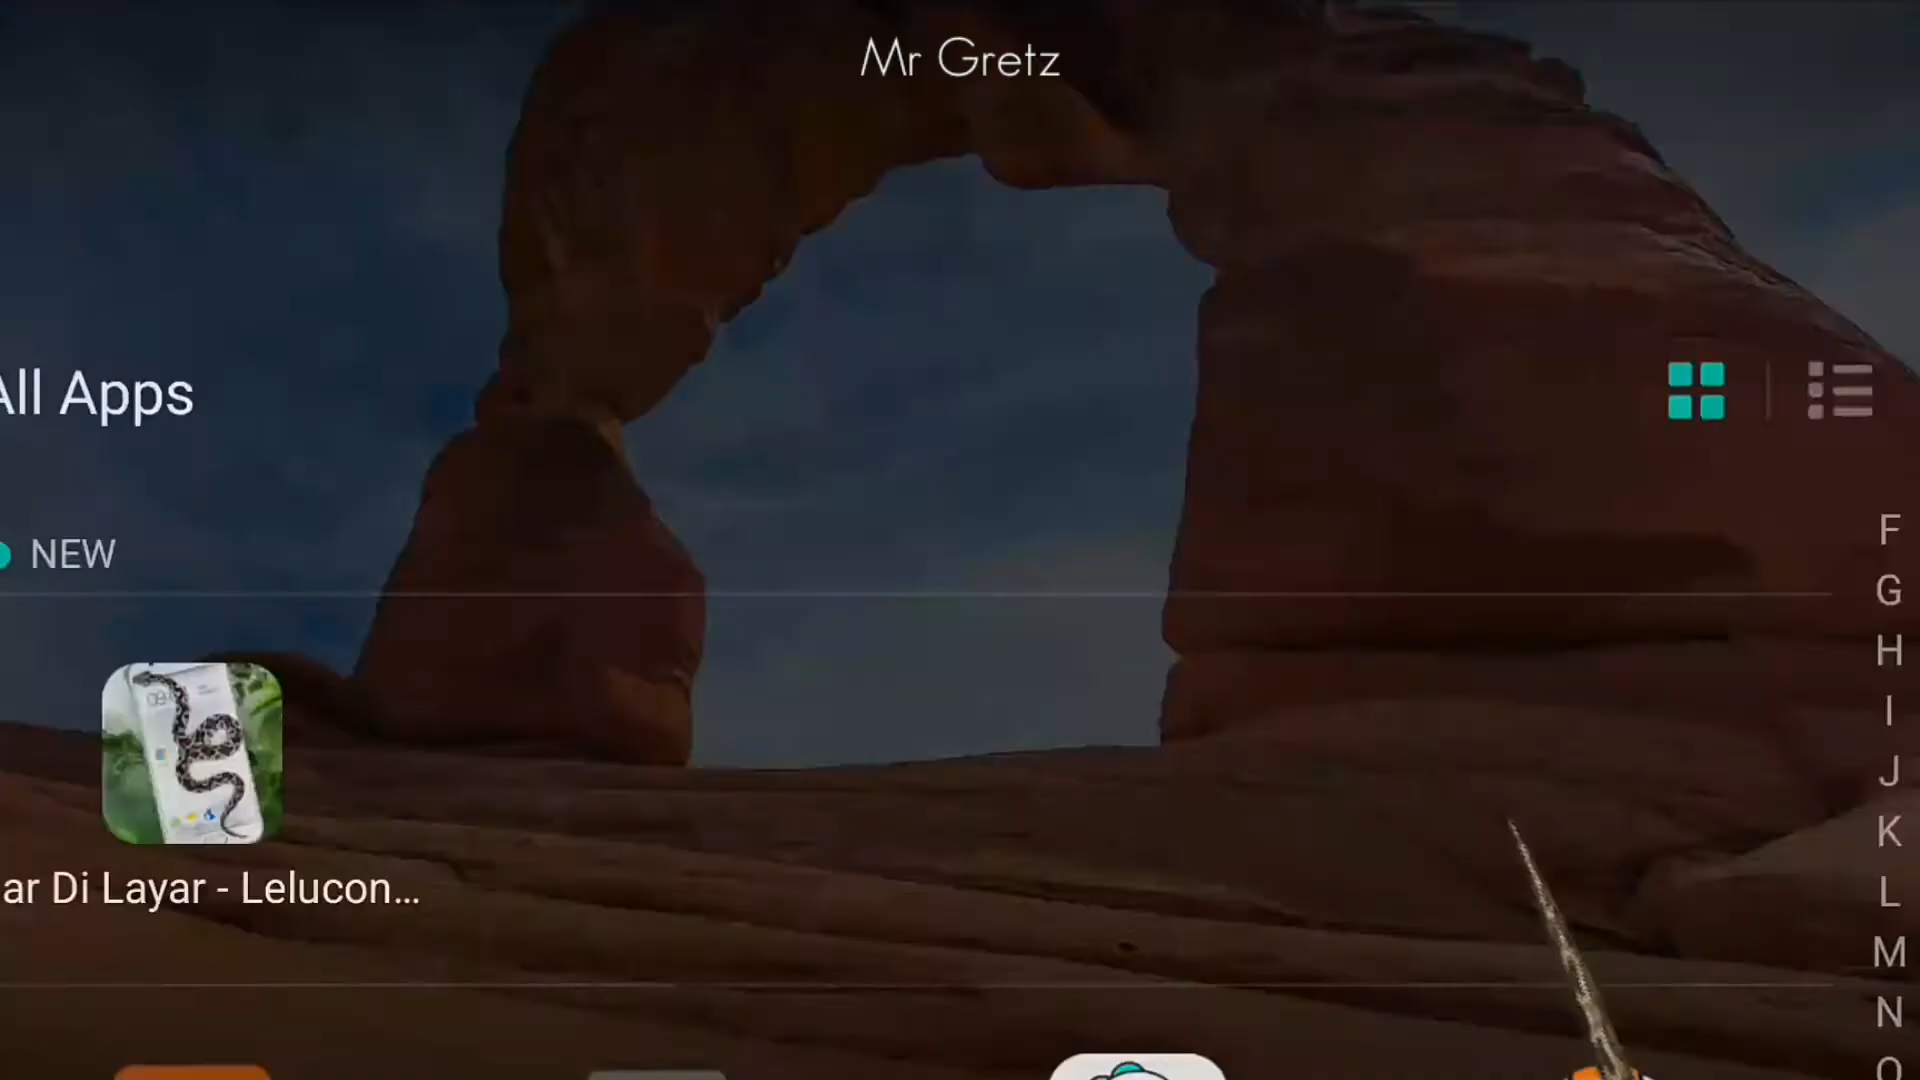 Mr Gretz
All Apps
NEW
ar Di Layar - Lelucon...
F
G
H
I
J
K
L
M
N
O